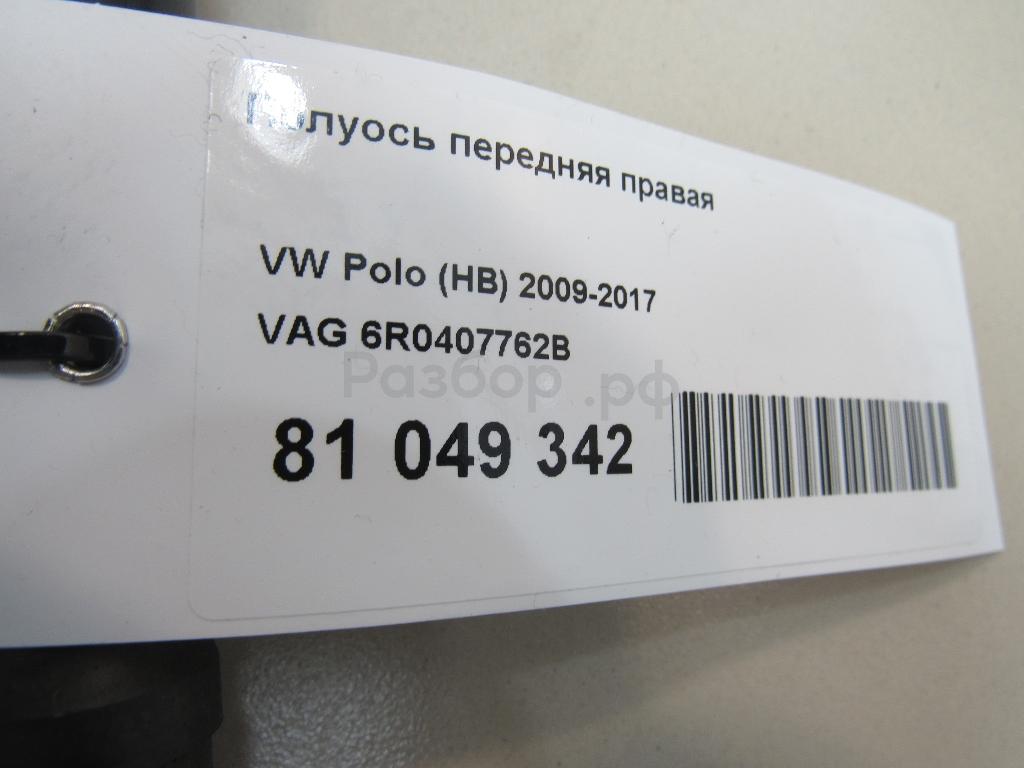 Полуось передняя правая
VW Polo (HB) 2009-2017
VAG 6R0407762B
Разбор.рф
81 049 342